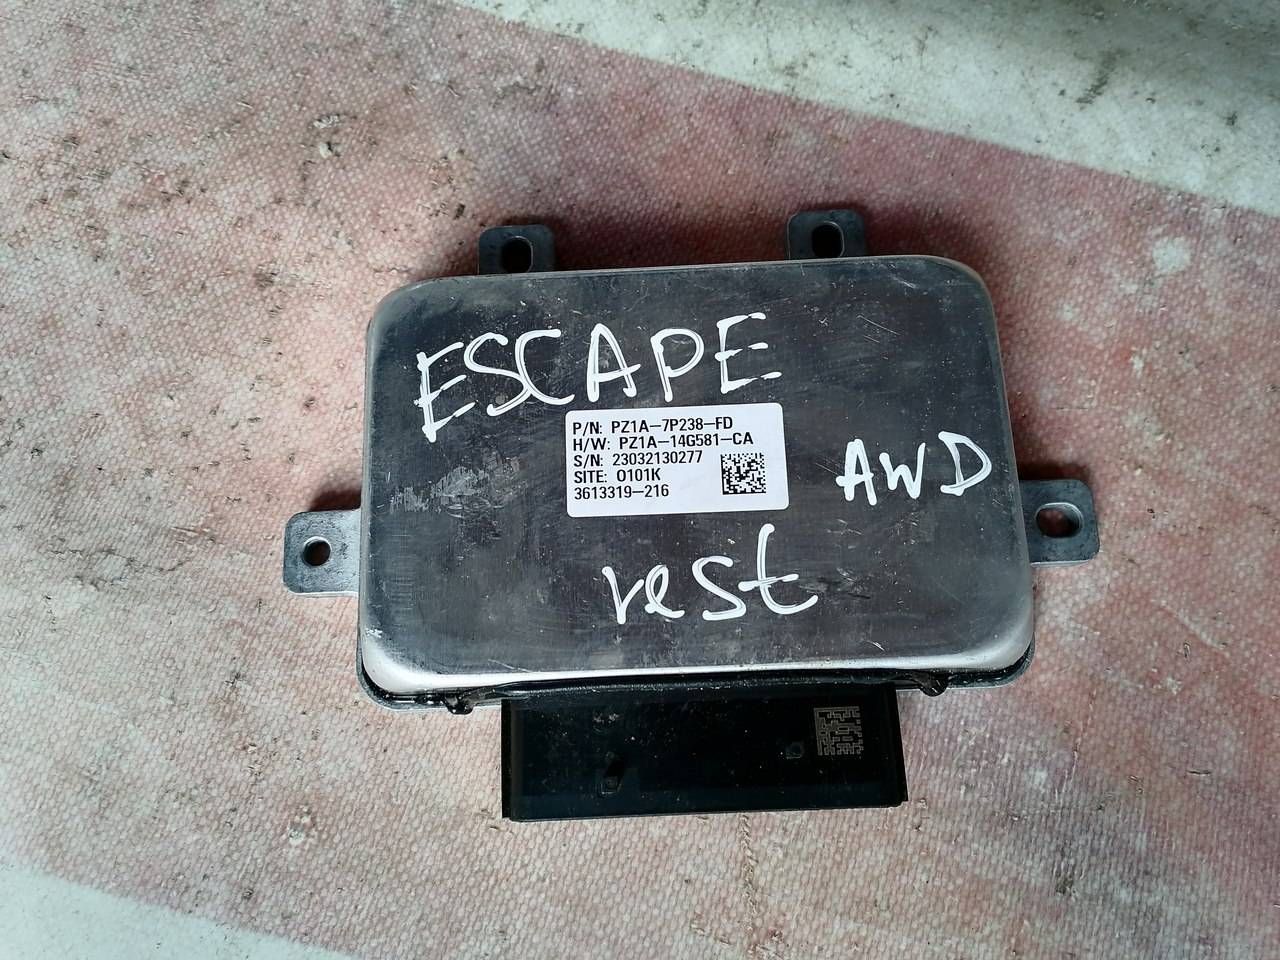 ESCAPE
P/N: PZ1A-7P238-FD
H/W: PZ1A-14G581-CA
S/N: 23032130277
SITE: 0101K
3613319-216
AWD
rest